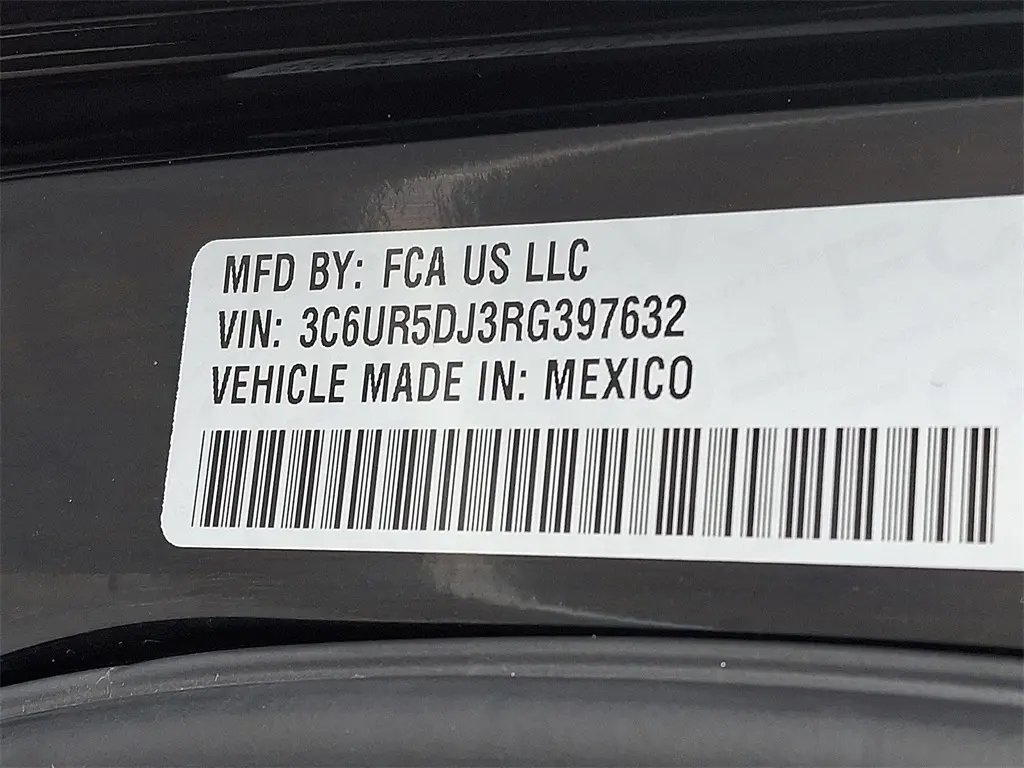 MFD BY: FCA US LLC
VIN: 3C6UR5DJ3RG397632
VEHICLE MADE IN: MEXICO